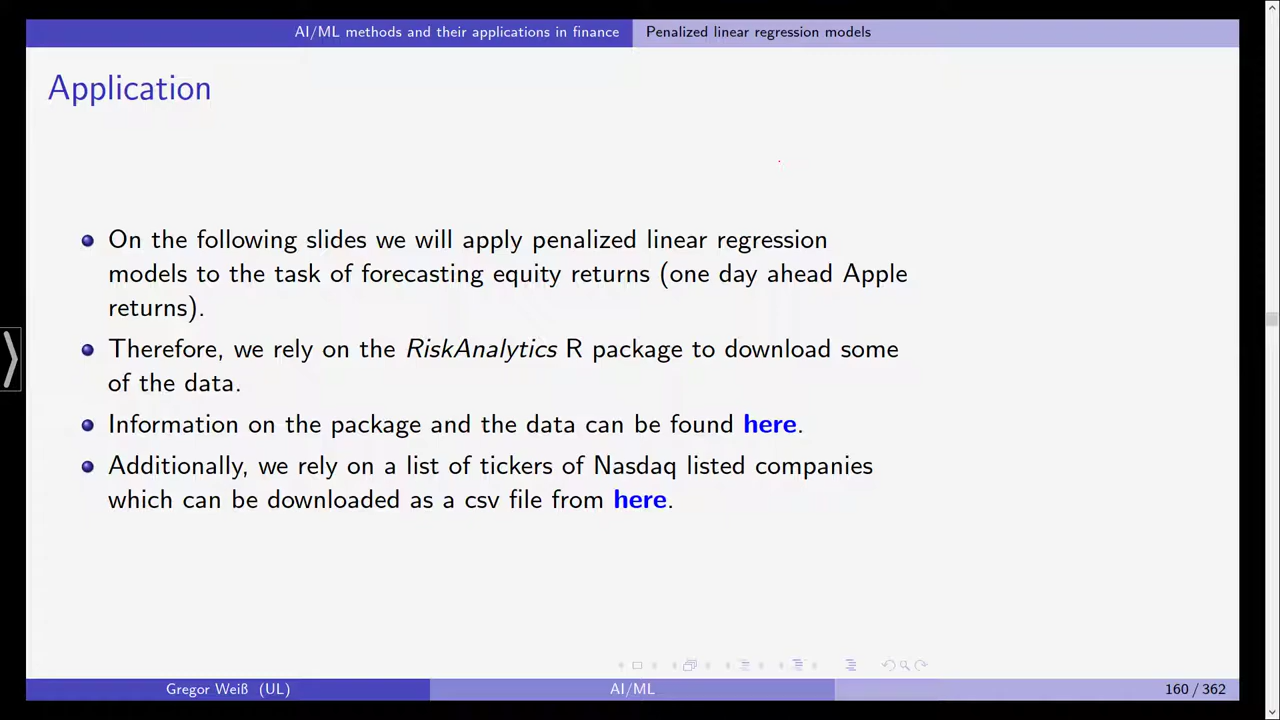 AI/ML methods and their applications in finance Penalized linear regression models
Application
On the following slides we will apply penalized linear regression
models to the task of forecasting equity returns (one day ahead Apple
returns).
Therefore, we rely on the RiskAnalytics R package to download some
of the data.
Information on the package and the data can be found here.
Additionally, we rely on a list of tickers of Nasdaq listed companies
which can be downloaded as a csv file from here.
Gregor Weiß (UL) AI/ML 160 / 362